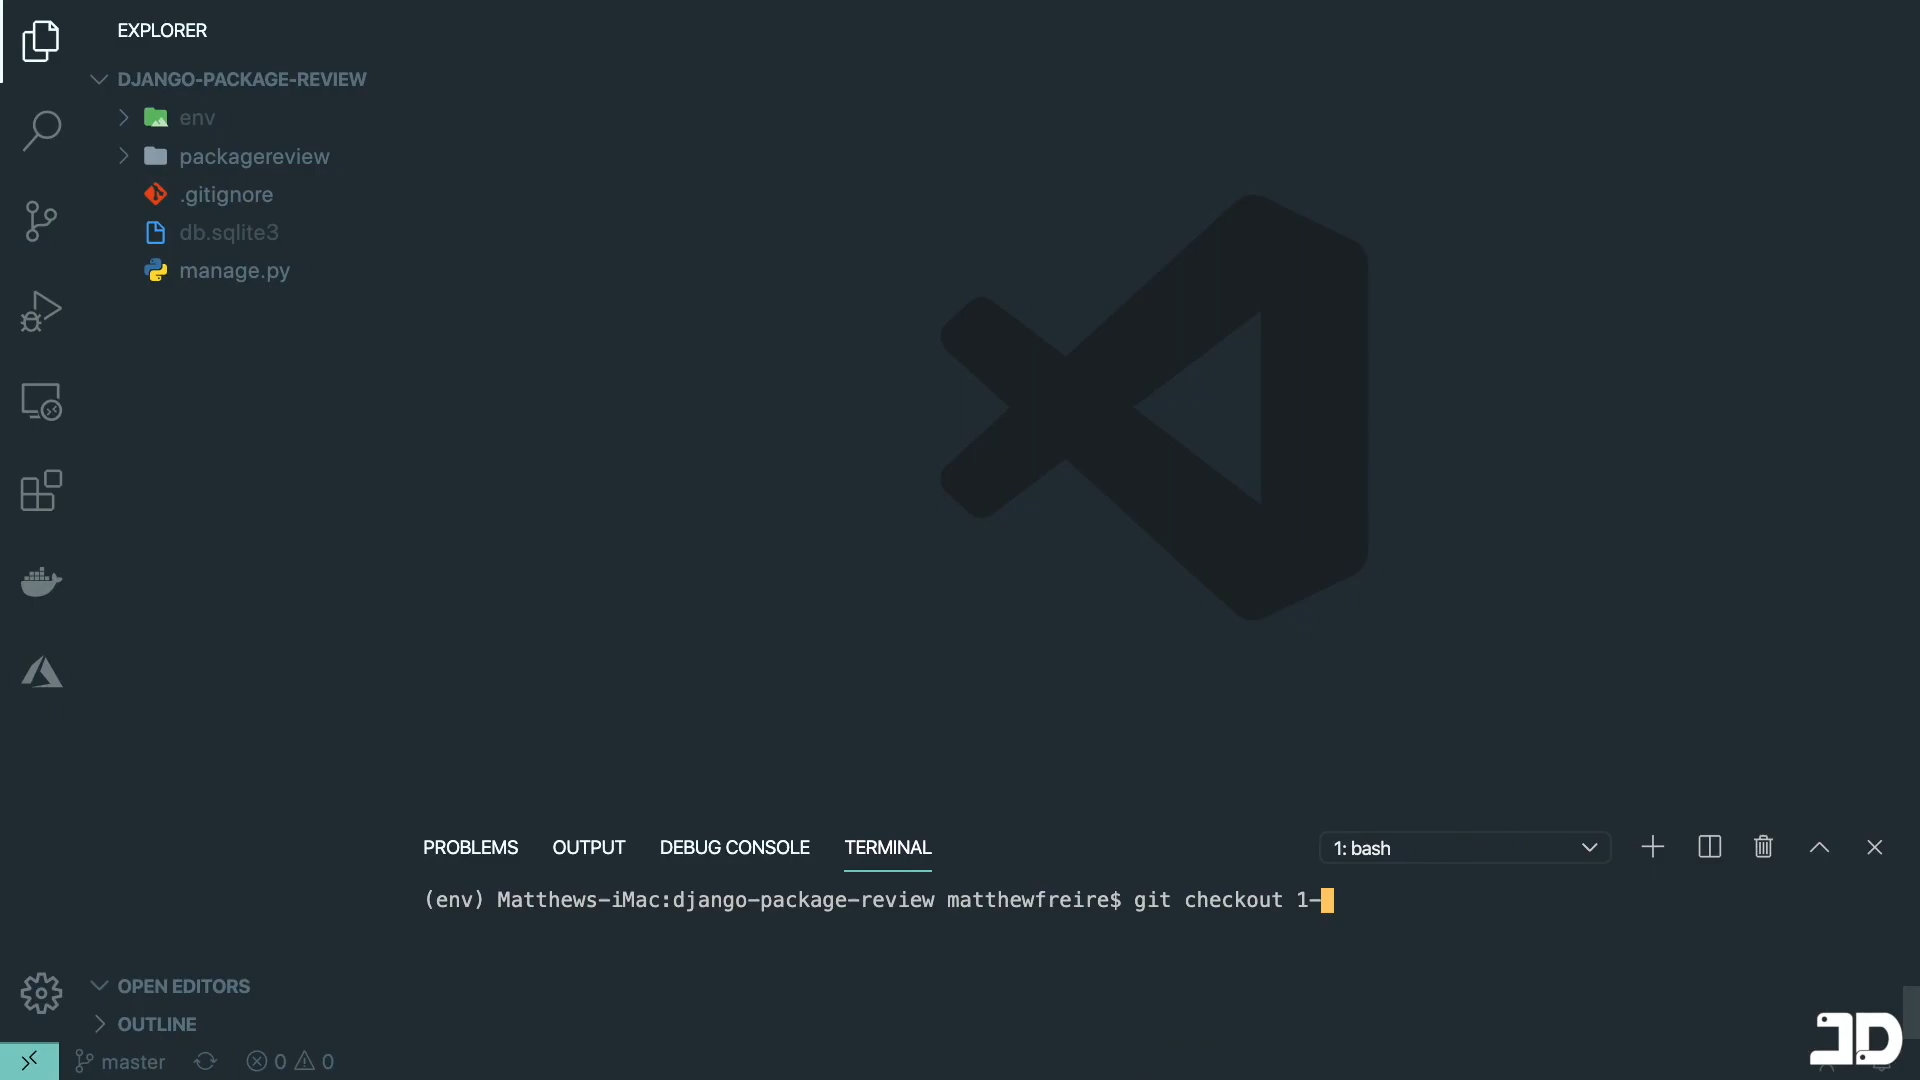 EXPLORER
DJANGO-PACKAGE-REVIEW
env
packagereview
.gitignore
db.sqlite3
manage.py
PROBLEMS OUTPUT DEBUG CONSOLE TERMINAL 1: bash
(env) Matthews-iMac:django-package-review matthewfreire$ git checkout 1-
OPEN EDITORS
OUTLINE
master 0 0
JD